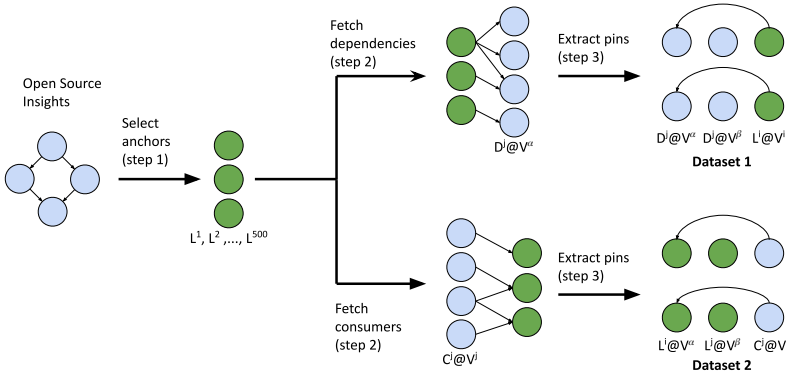 Open Source
Insights
Select
anchors
(step 1)
L¹, L² ,..., L⁵⁰⁰
Fetch
dependencies
(step 2)
Dʲ@Vᵅ
Extract pins
(step 3)
Dʲ@Vᵅ Dʲ@Vᵝ Lⁱ@Vⁱ
Dataset 1
Fetch
consumers
(step 2)
Cʲ@Vʲ
Extract pins
(step 3)
Lⁱ@Vᵅ Lⁱ@Vᵝ Cʲ@V
Dataset 2